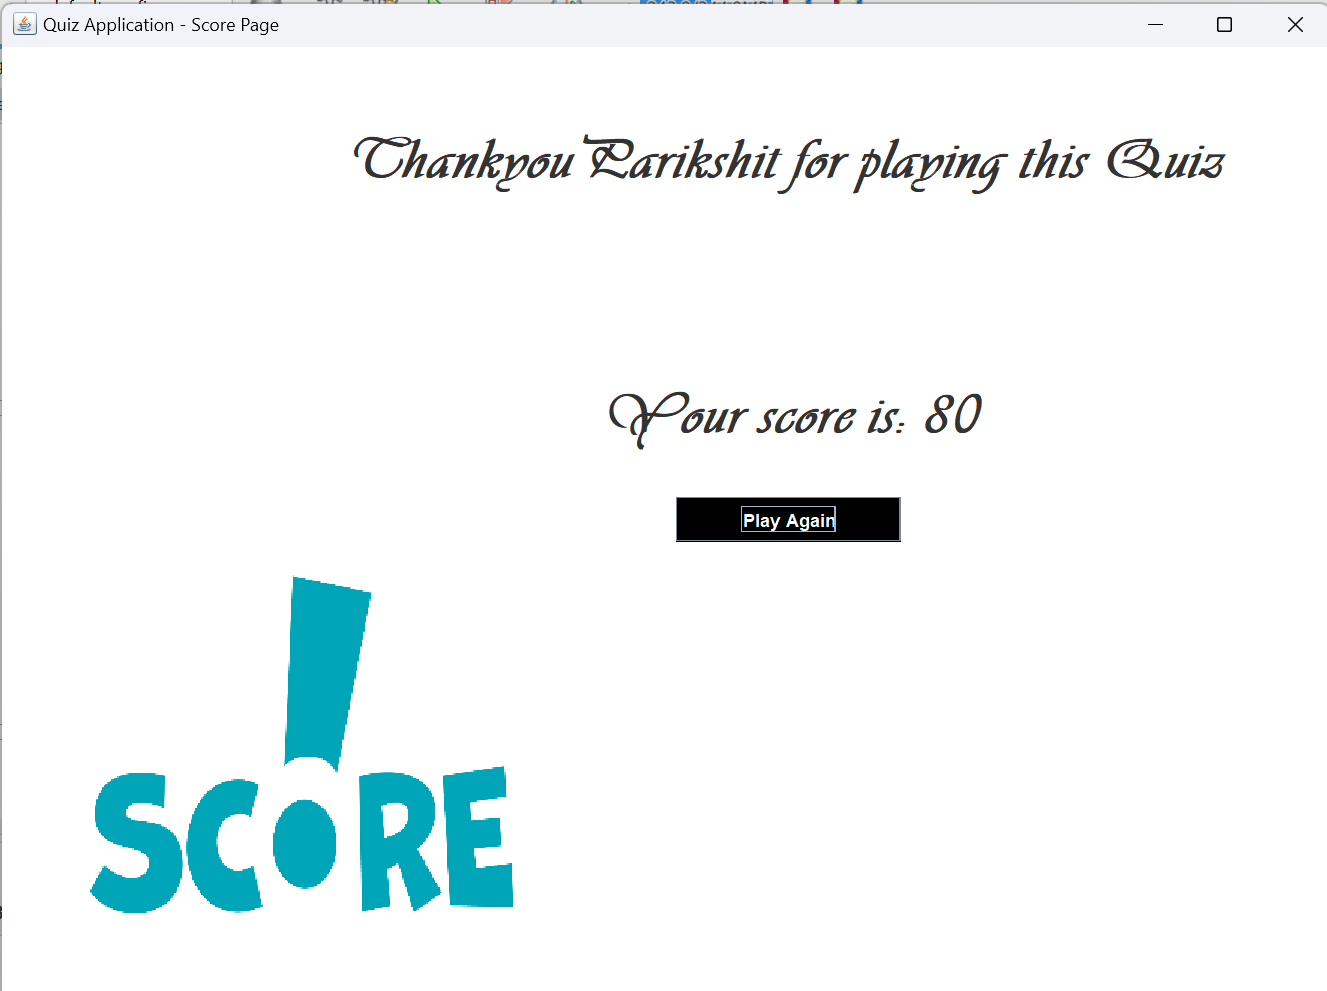 Quiz Application - Score Page
Thankyou Parikshit for playing this Quiz
Your score is: 80
Play Again
SCORE